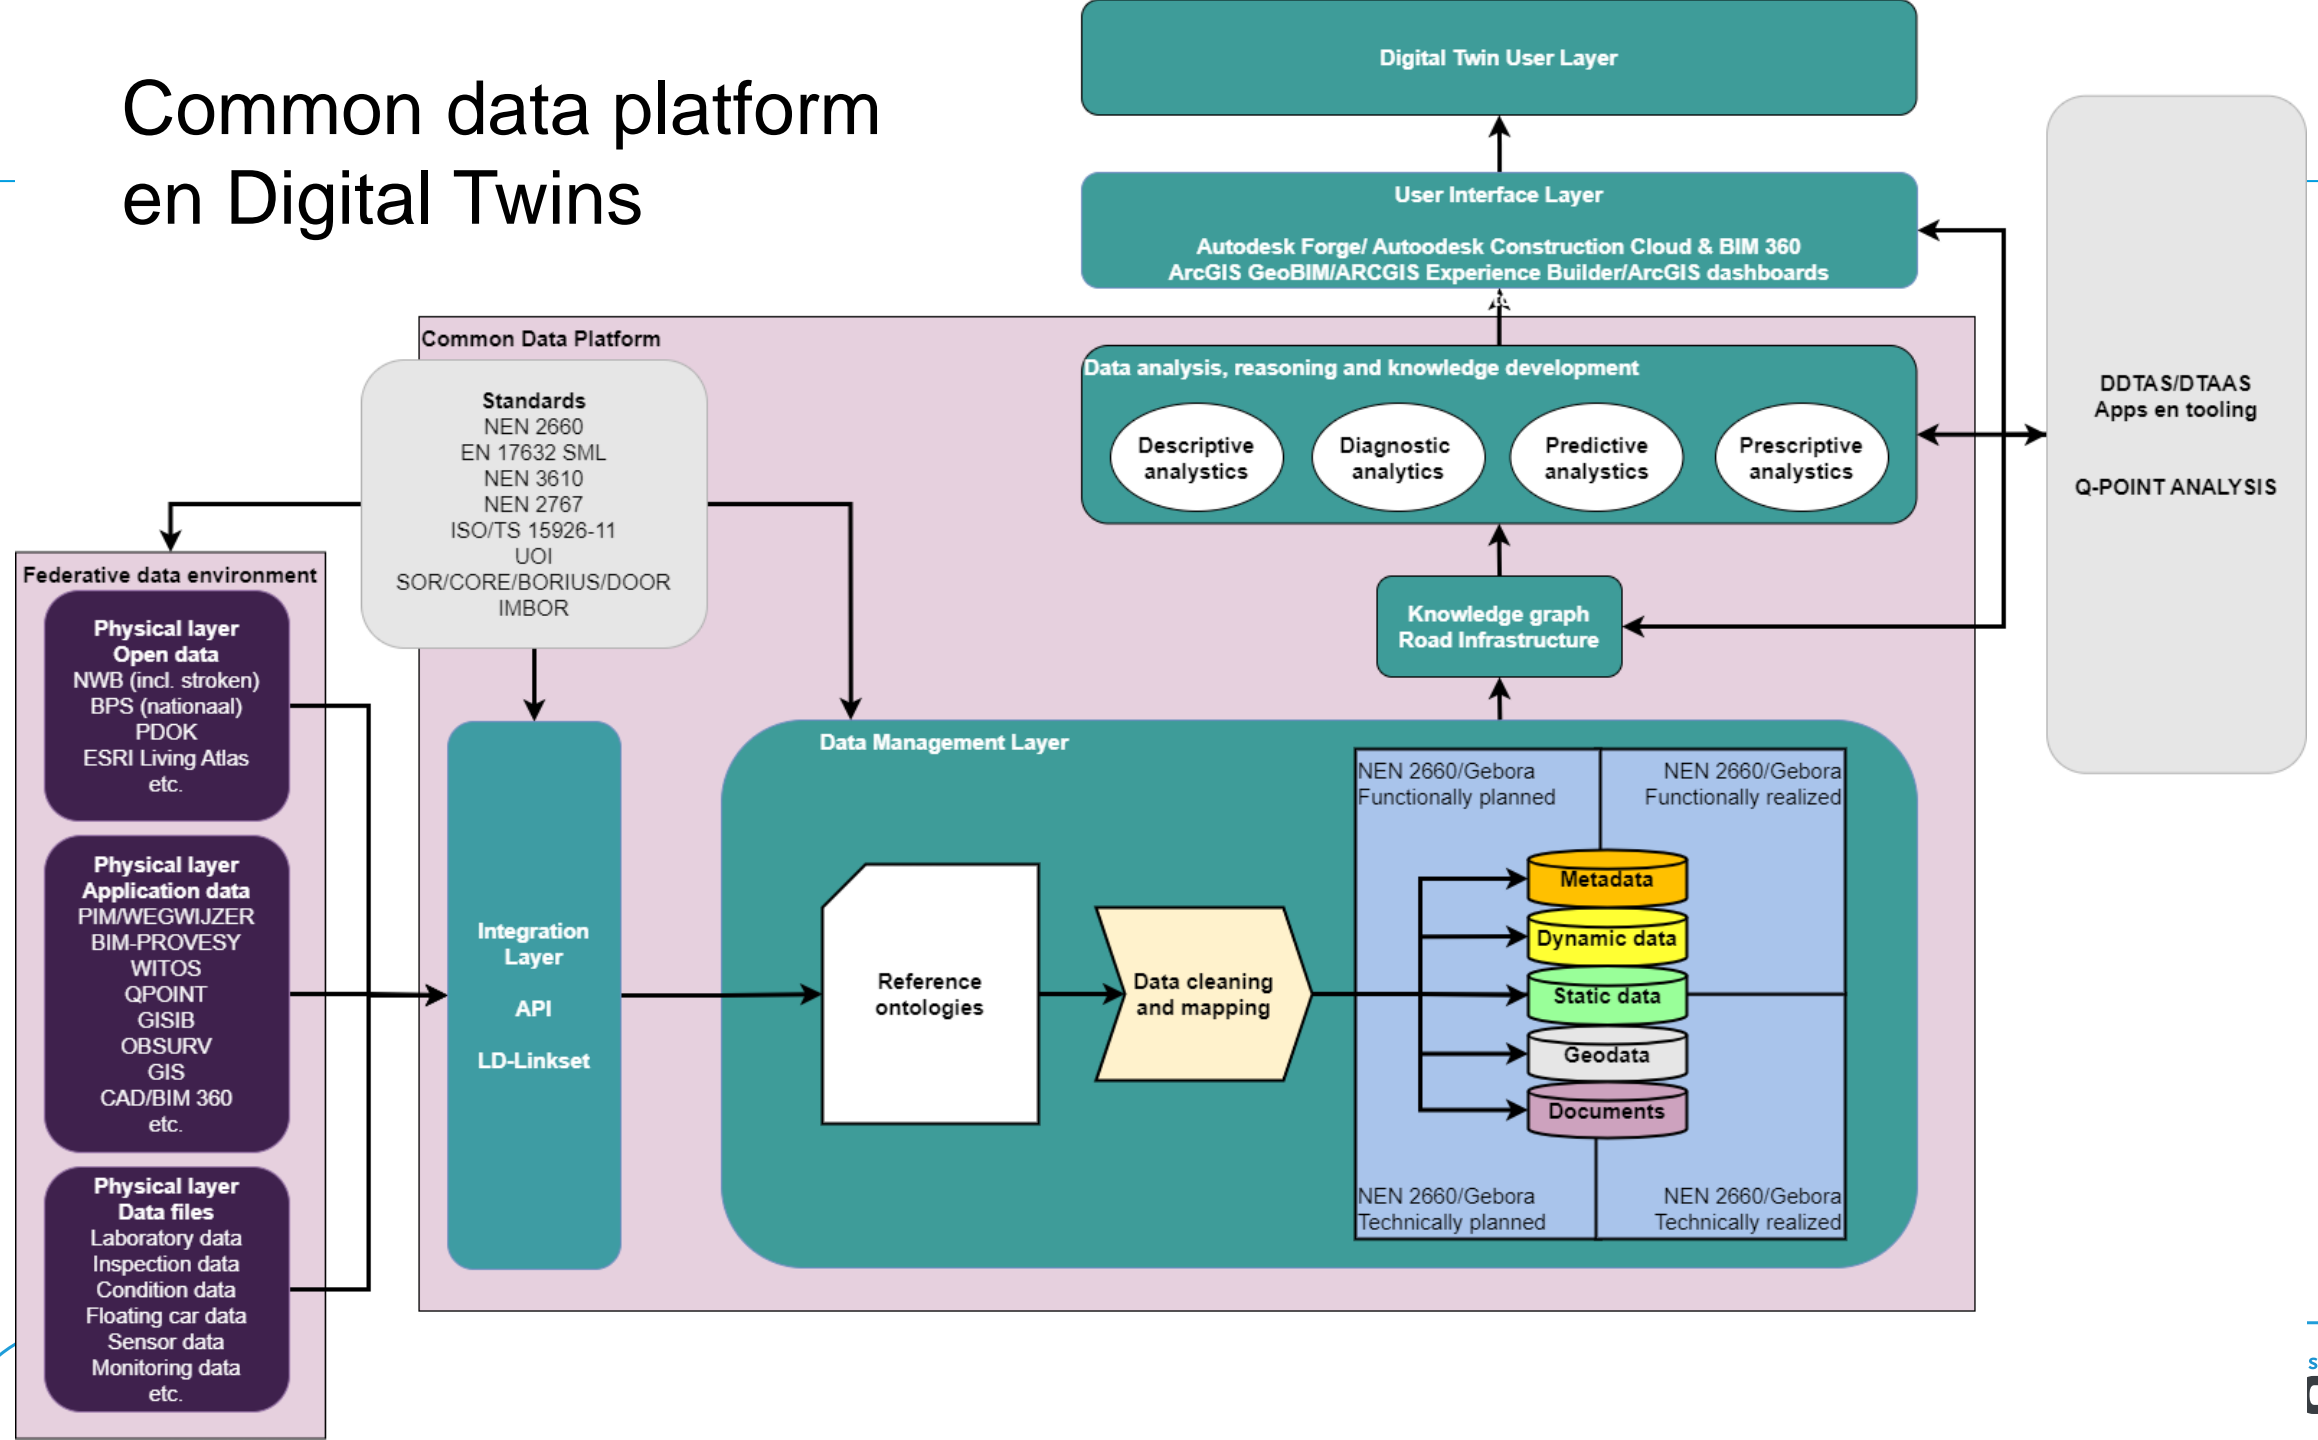 Common data platform
en Digital Twins
Digital Twin User Layer
User Interface Layer
Autodesk Forge/ Autoodesk Construction Cloud & BIM 360
ArcGIS GeoBIM/ARCGIS Experience Builder/ArcGIS dashboards
DDTAS/DTAAS
Apps en tooling
Q-POINT ANALYSIS
Common Data Platform
Data analysis, reasoning and knowledge development
Descriptive
analystics
Diagnostic
analytics
Predictive
analystics
Prescriptive
analystics
Standards
NEN 2660
EN 17632 SML
NEN 3610
NEN 2767
ISO/TS 15926-11
UOI
SOR/CORE/BORIUS/DOOR
IMBOR
Knowledge graph
Road Infrastructure
Federative data environment
Physical layer
Open data
NWB (incl. stroken)
BPS (nationaal)
PDOK
ESRI Living Atlas
etc.
Physical layer
Application data
PIM/WEGWIJZER
BIM-PROVESY
WITOS
QPOINT
GISIB
OBSURV
GIS
CAD/BIM 360
etc.
Physical layer
Data files
Laboratory data
Inspection data
Condition data
Floating car data
Sensor data
Monitoring data
etc.
Integration
Layer
API
LD-Linkset
Data Management Layer
Reference
ontologies
Data cleaning
and mapping
NEN 2660/Gebora
Functionally planned
NEN 2660/Gebora
Functionally realized
Metadata
Dynamic data
Static data
Geodata
Documents
NEN 2660/Gebora
Technically planned
NEN 2660/Gebora
Technically realized